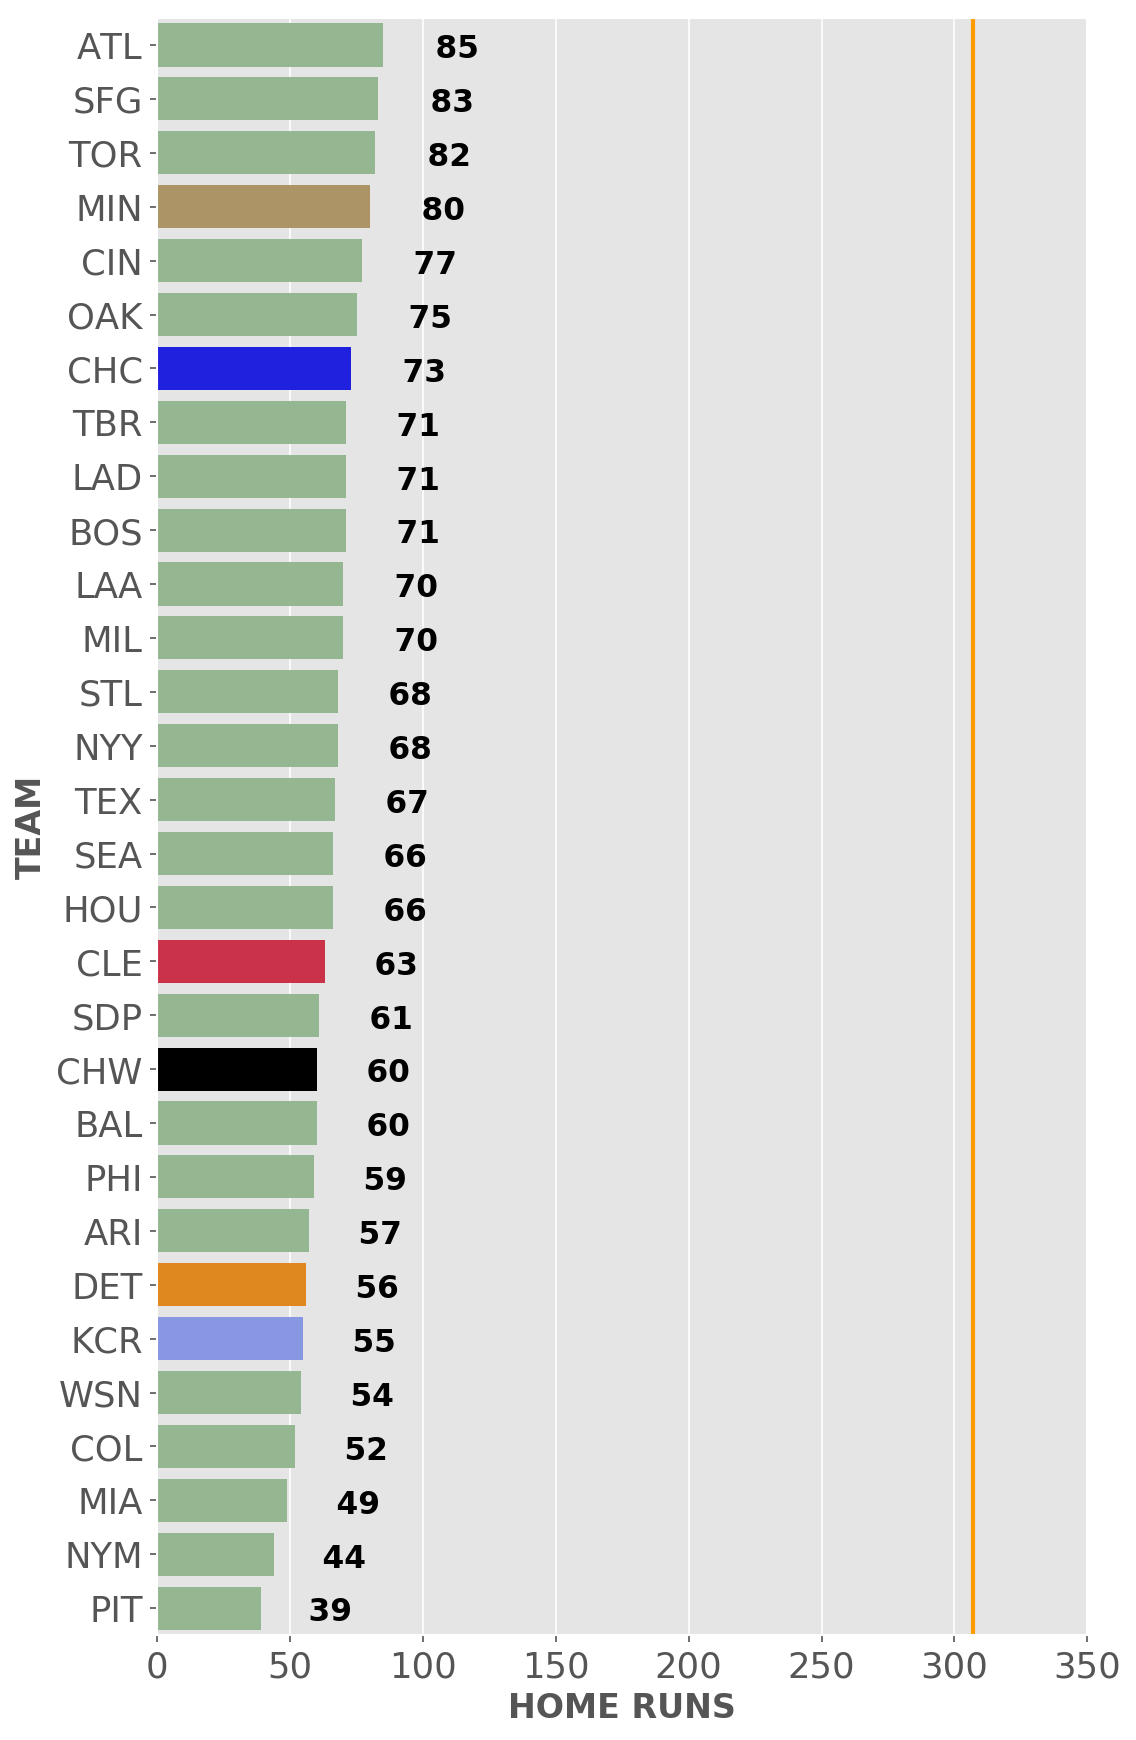 ATL 85
SFG 83
TOR 82
MIN 80
CIN 77
OAK 75
CHC 73
TBR 71
LAD 71
BOS 71
LAA 70
MIL 70
STL 68
NYY 68
TEX 67
SEA 66
HOU 66
CLE 63
SDP 61
CHW 60
BAL 60
PHI 59
ARI 57
DET 56
KCR 55
WSN 54
COL 52
MIA 49
NYM 44
PIT 39
TEAM
0 50 100 150 200 250 300 350
HOME RUNS